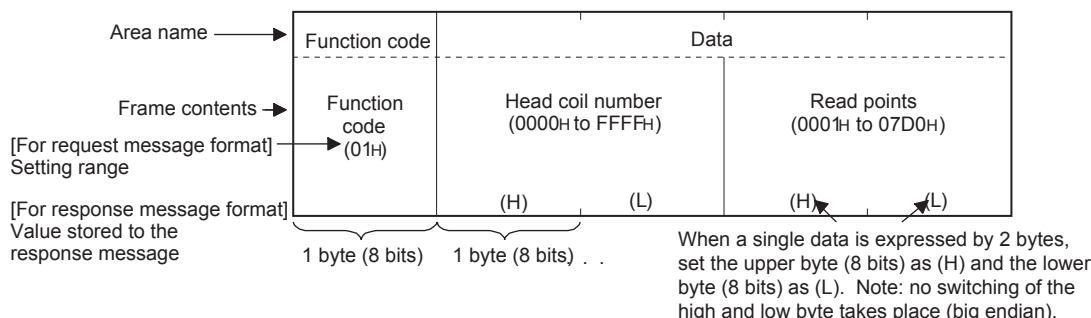 Area name
Function code
Data
Frame contents
Function
code
(01H)
Head coil number
(0000H to FFFFH)
Read points
(0001H to 07D0H)
[For request message format]
Setting range
(H)
(L)
(H)
(L)
[For response message format]
Value stored to the
response message
1 byte (8 bits)
1 byte (8 bits) . . .
When a single data is expressed by 2 bytes,
set the upper byte (8 bits) as (H) and the lower
byte (8 bits) as (L). Note: no switching of the
high and low byte takes place (big endian).